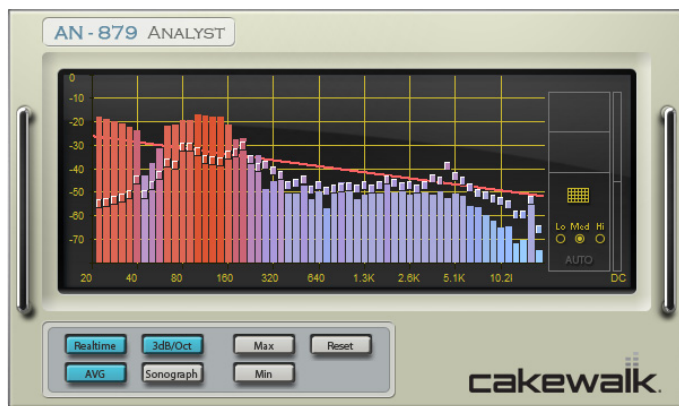 AN - 879 ANALYST
0
-10
-20
-30
-40
-50
-60
-70
20 40 80 160 320 640 1.3K 2.6K 5.1K 10.2I DC
Lo Med Hi
AUTO
Realtime 3dB/Oct Max Reset
AVG Sonograph Min
cakewalk.